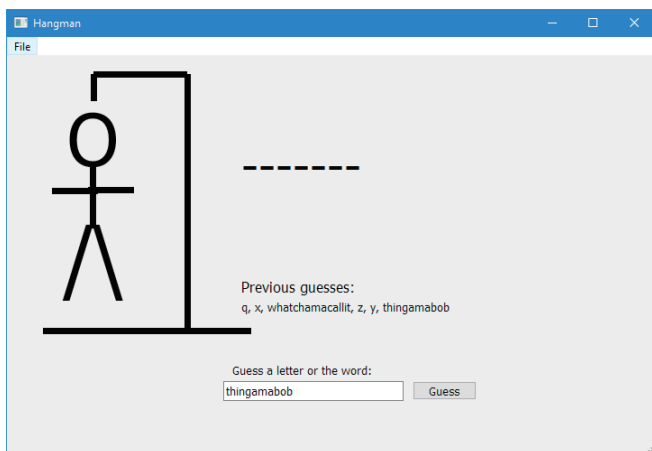 Hangman
File
-------
Previous guesses:
q, x, whatchamacallit, z, y, thingamabob
Guess a letter or the word:
thingamabob
Guess